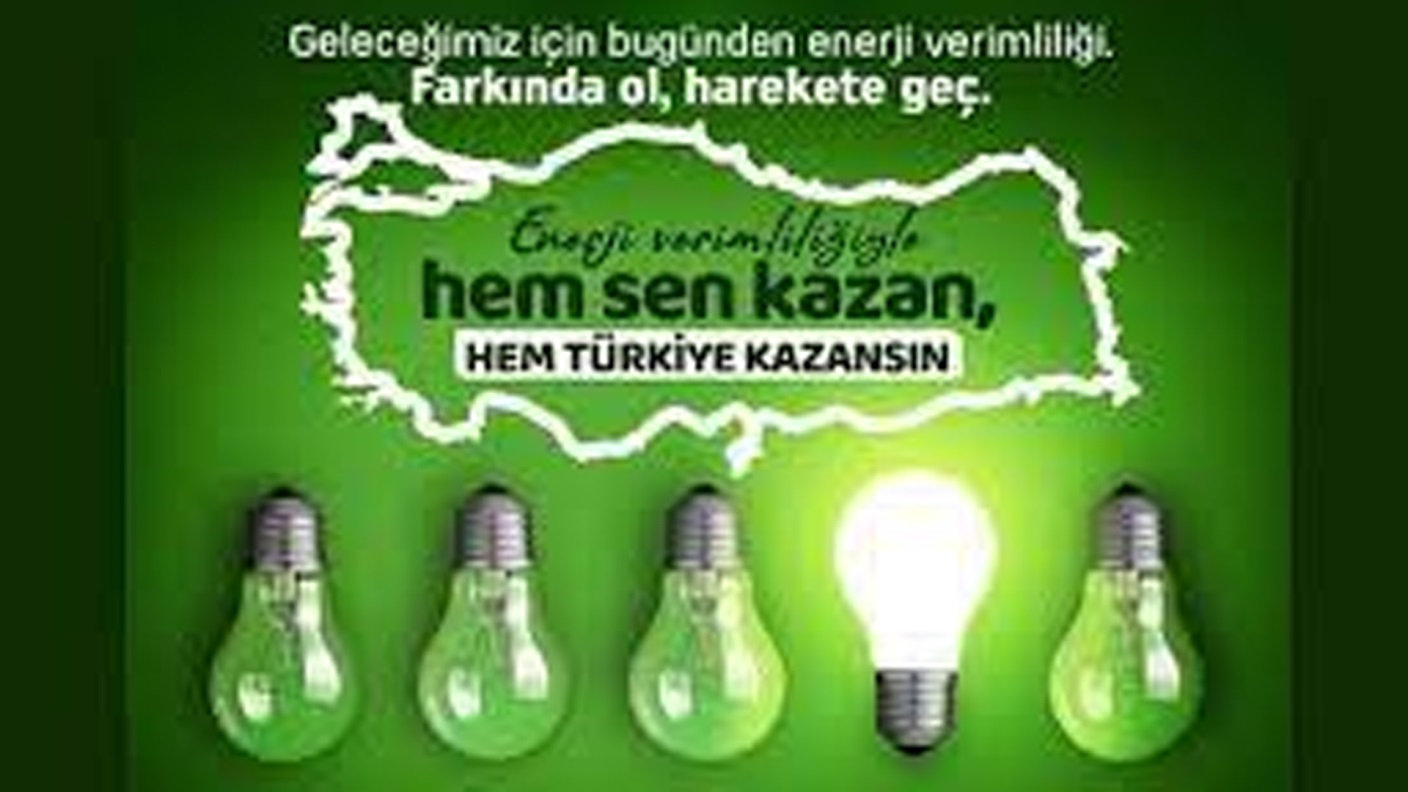 Geleceğimiz için bugünden enerji verimliliği.
Farkında ol, harekete geç.
Enerji verimliliğiyle
hem sen kazan,
HEM TÜRKİYE KAZANSIN